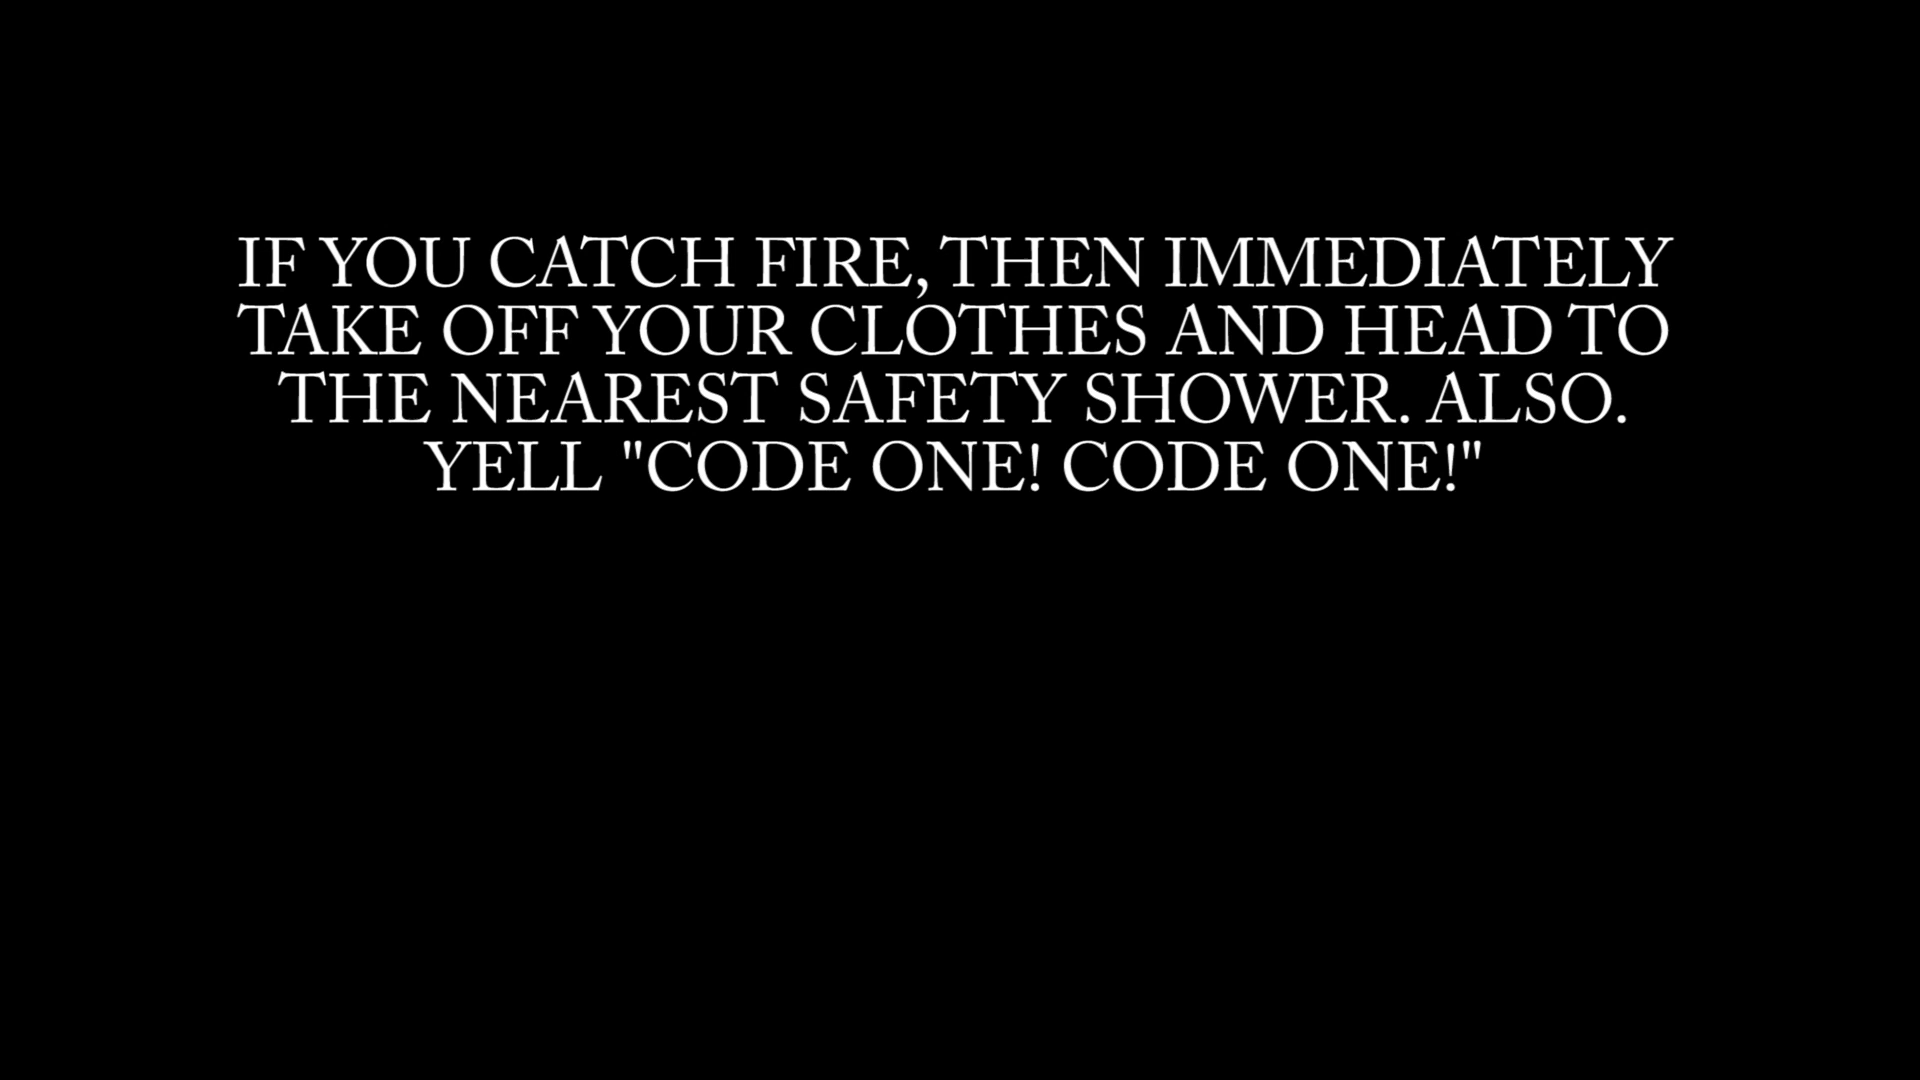 IF YOU CATCH FIRE, THEN IMMEDIATELY
TAKE OFF YOUR CLOTHES AND HEAD TO
THE NEAREST SAFETY SHOWER. ALSO.
YELL "CODE ONE! CODE ONE!"